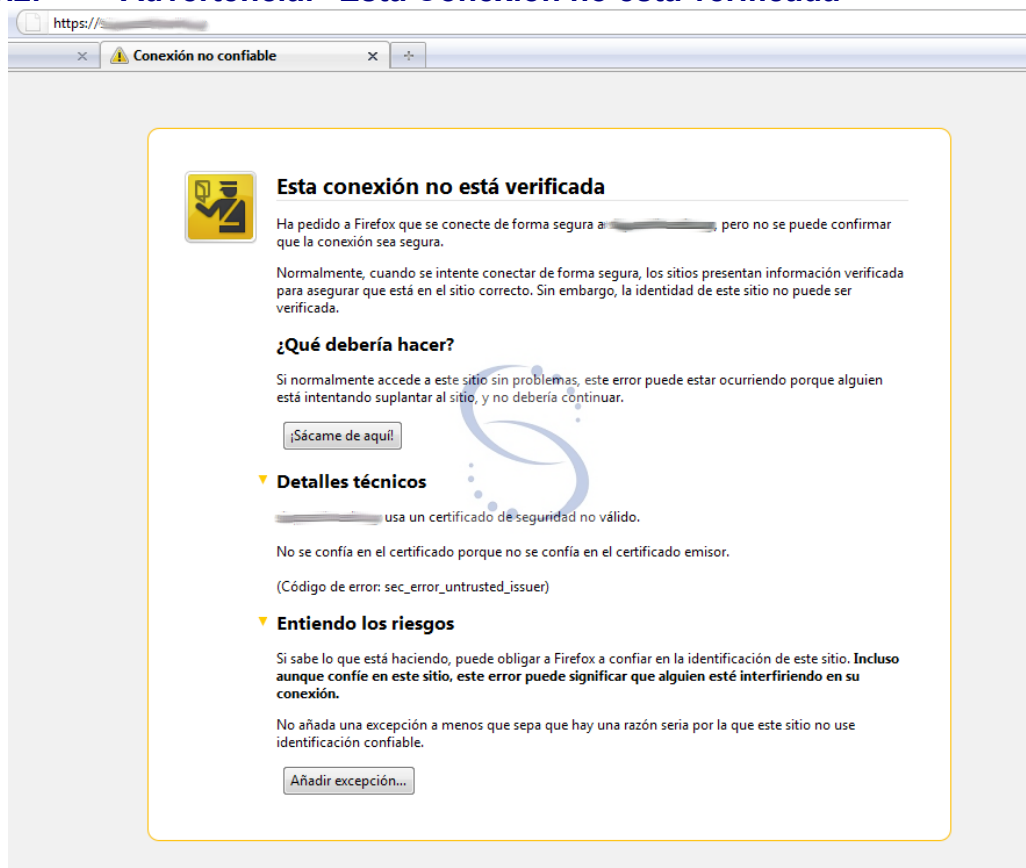 Advertencia: "Esta Conexión no está verificada"
https://
Conexión no confiable
Esta conexión no está verificada
Ha pedido a Firefox que se conecte de forma segura a , pero no se puede confirmar
que la conexión sea segura.
Normalmente, cuando se intente conectar de forma segura, los sitios presentan información verificada
para asegurar que está en el sitio correcto. Sin embargo, la identidad de este sitio no puede ser
verificada.
¿Qué debería hacer?
Si normalmente accede a este sitio sin problemas, este error puede estar ocurriendo porque alguien
está intentando suplantar al sitio, y no debería continuar.
¡Sácame de aquí!
Detalles técnicos
usa un certificado de seguridad no válido.
No se confía en el certificado porque no se confía en el certificado emisor.
(Código de error: sec_error_untrusted_issuer)
Entiendo los riesgos
Si sabe lo que está haciendo, puede obligar a Firefox a confiar en la identificación de este sitio. Incluso
aunque confíe en este sitio, este error puede significar que alguien esté interfiriendo en su
conexión.
No añada una excepción a menos que sepa que hay una razón seria por la que este sitio no use
identificación confiable.
Añadir excepción...